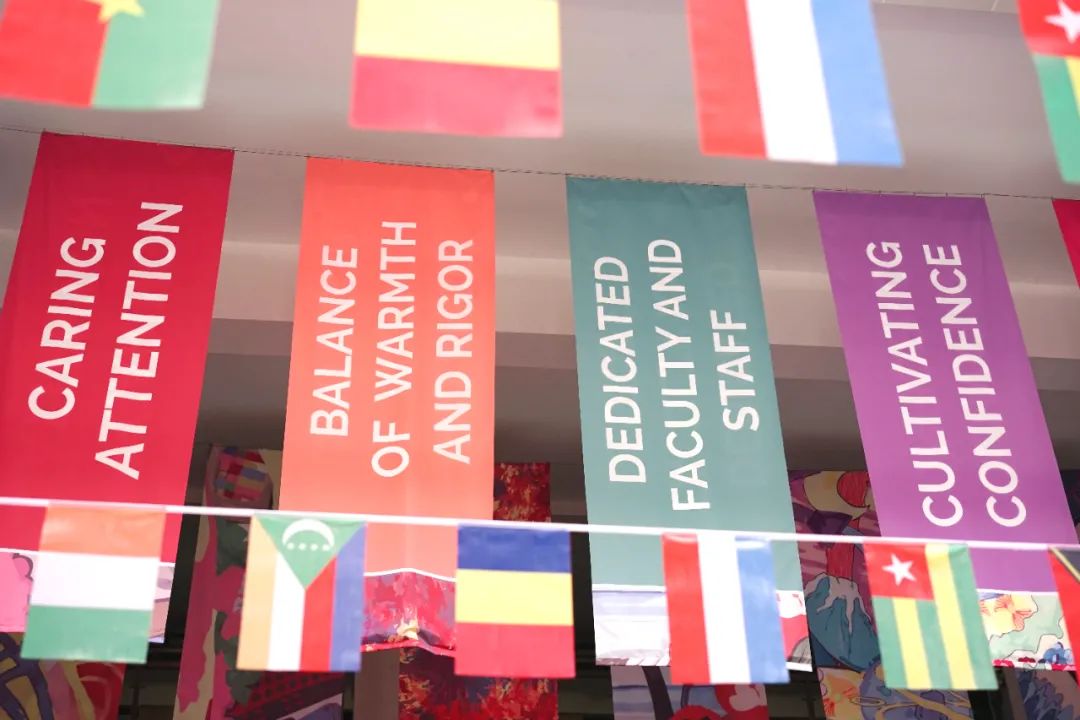 CARING
ATTENTION
BALANCE
OF WARMTH
AND RIGOR
DEDICATED
FACULTY AND
STAFF
CULTIVATING
CONFIDENCE